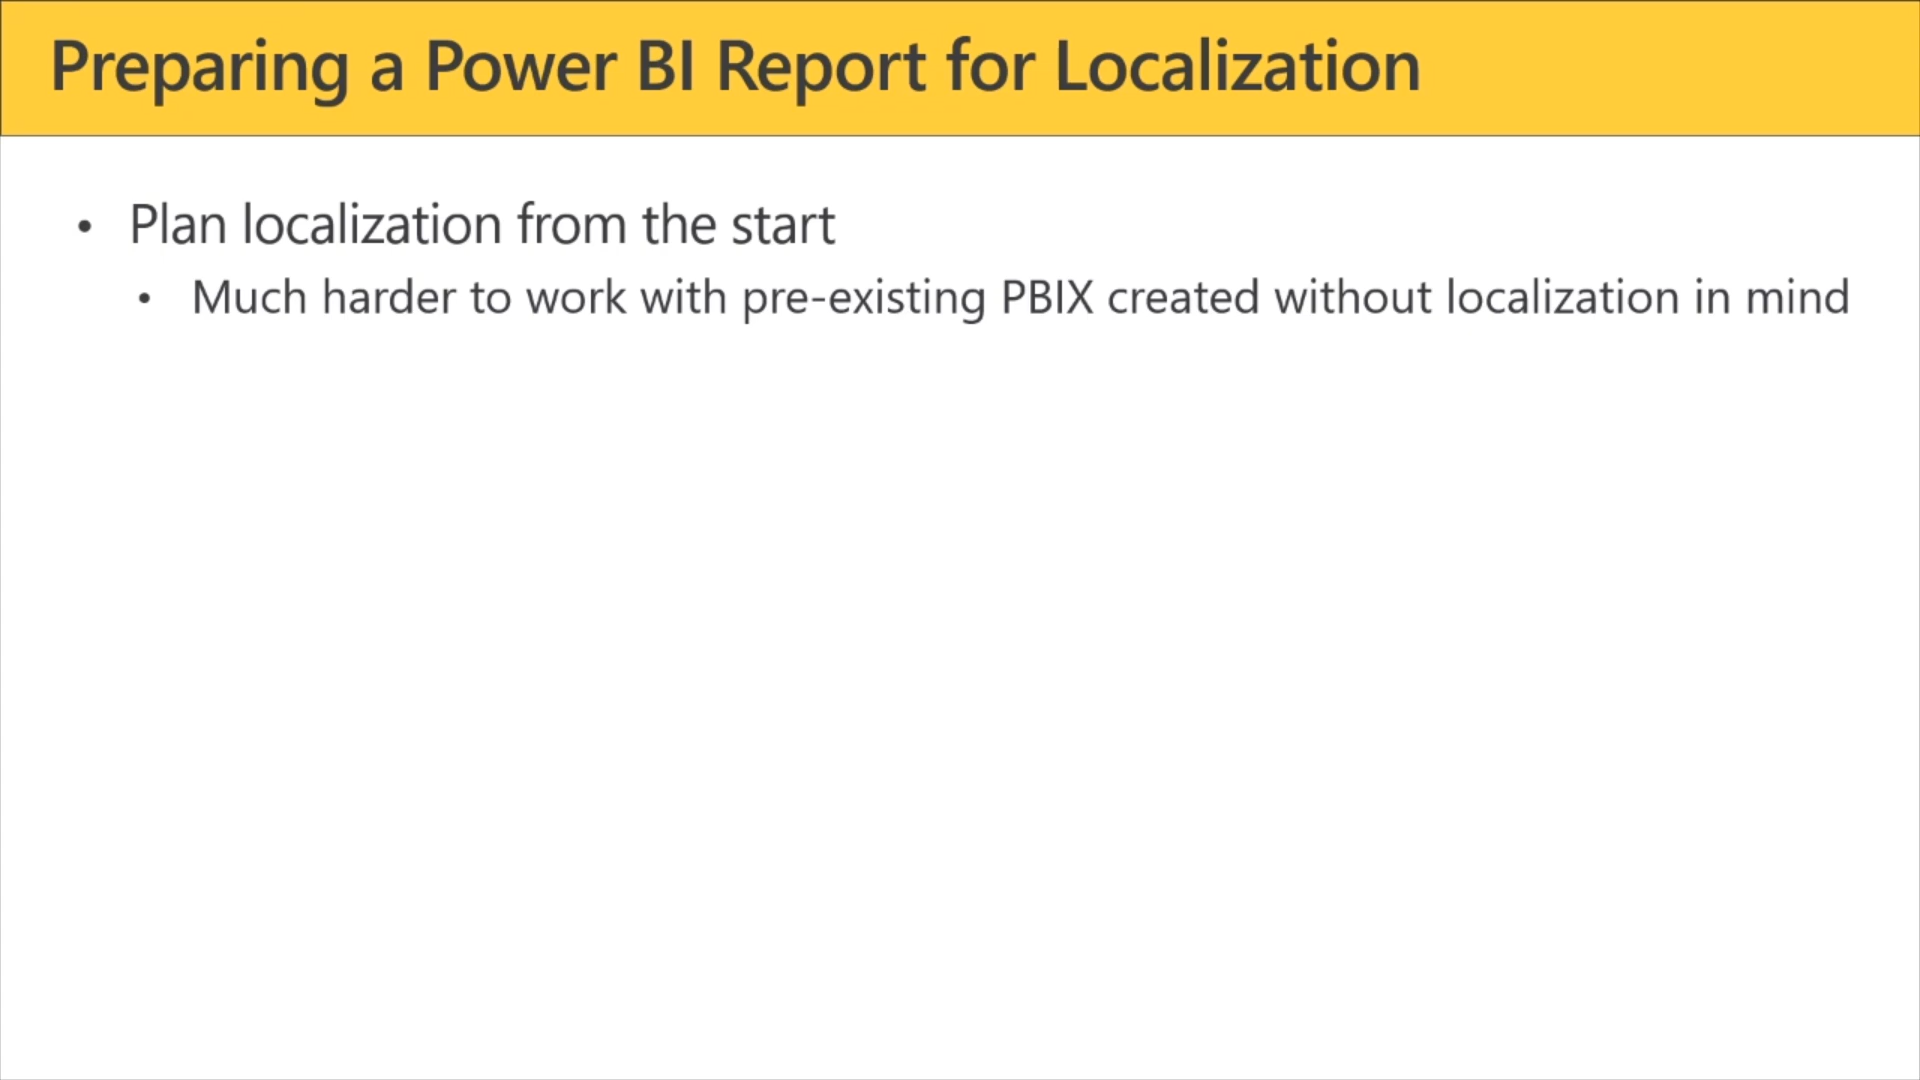 Preparing a Power BI Report for Localization
• Plan localization from the start
• Much harder to work with pre-existing PBIX created without localization in mind